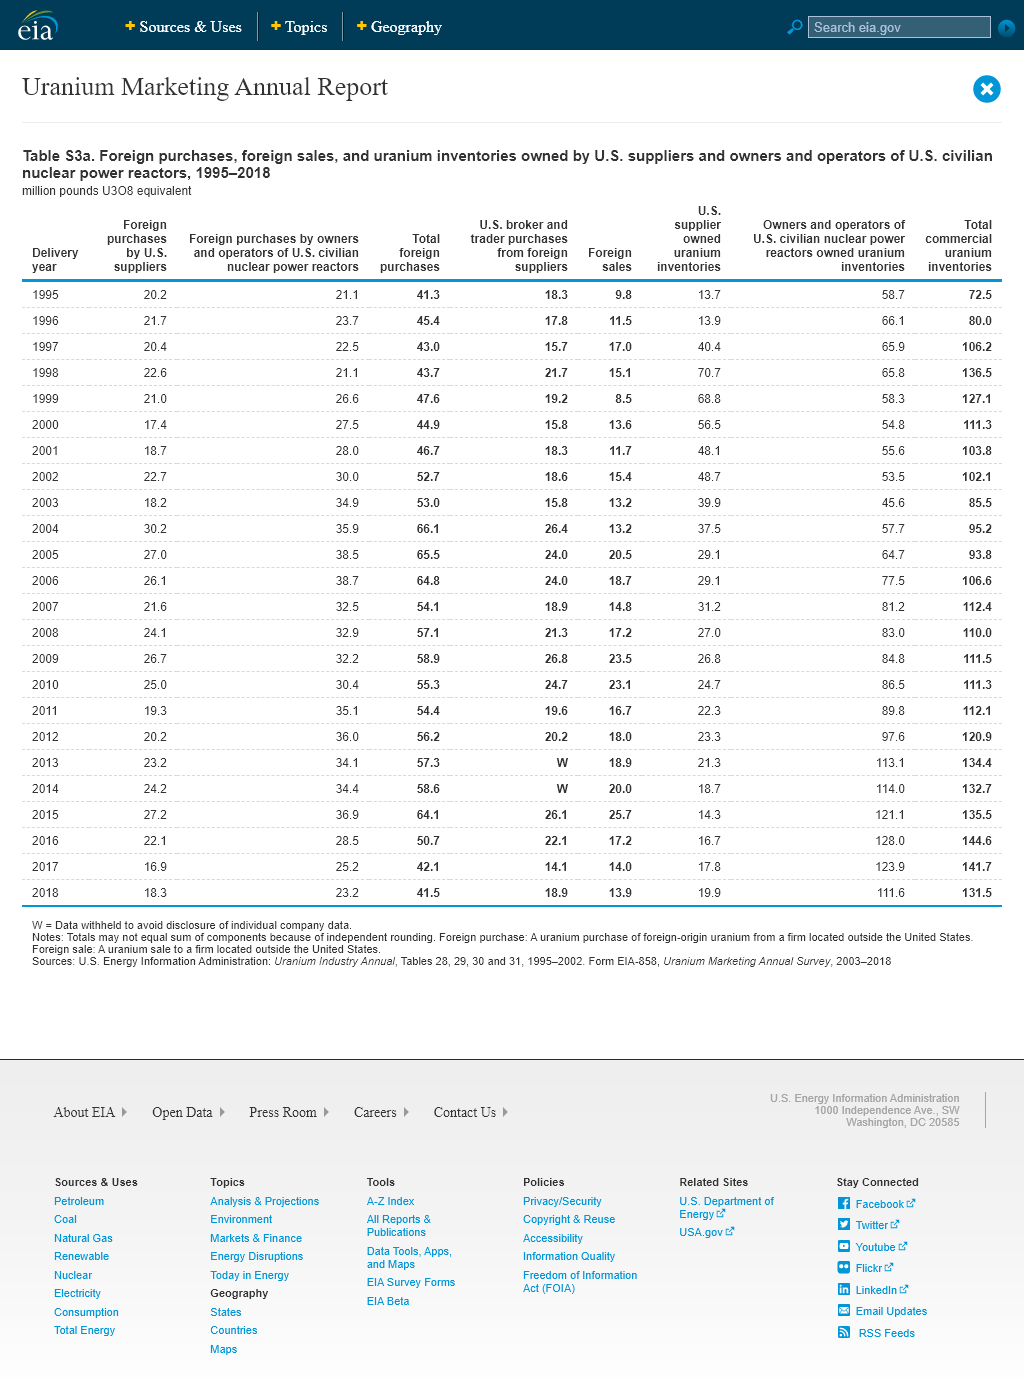 eia
+ Sources & Uses
+ Topics
+ Geography
Search eia.gov
Uranium Marketing Annual Report
Table S3a. Foreign purchases, foreign sales, and uranium inventories owned by U.S. suppliers and owners and operators of U.S. civilian
nuclear power reactors, 1995–2018
million pounds U3O8 equivalent
Delivery year | Foreign purchases by U.S. suppliers | Foreign purchases by owners and operators of U.S. civilian nuclear power reactors | Total foreign purchases | U.S. broker and trader purchases from foreign suppliers | Foreign sales | U.S. supplier owned uranium inventories | Owners and operators of U.S. civilian nuclear power reactors owned uranium inventories | Total commercial uranium inventories
1995 20.2 21.1 41.3 18.3 9.8 13.7 58.7 72.5
1996 21.7 23.7 45.4 17.8 11.5 13.9 66.1 80.0
1997 20.4 22.5 43.0 15.7 17.0 40.4 65.9 106.2
1998 22.6 21.1 43.7 21.7 15.1 70.7 65.8 136.5
1999 21.0 26.6 47.6 19.2 8.5 68.8 58.3 127.1
2000 17.4 27.5 44.9 15.8 13.6 56.5 54.8 111.3
2001 18.7 28.0 46.7 18.3 11.7 48.1 55.6 103.8
2002 22.7 30.0 52.7 18.6 15.4 48.7 53.5 102.1
2003 18.2 34.9 53.0 15.8 13.2 39.9 45.6 85.5
2004 30.2 35.9 66.1 26.4 13.2 37.5 57.7 95.2
2005 27.0 38.5 65.5 24.0 20.5 29.1 64.7 93.8
2006 26.1 38.7 64.8 24.0 18.7 29.1 77.5 106.6
2007 21.6 32.5 54.1 18.9 14.8 31.2 81.2 112.4
2008 24.1 32.9 57.1 21.3 17.2 27.0 83.0 110.0
2009 26.7 32.2 58.9 26.8 23.5 26.8 84.8 111.5
2010 25.0 30.4 55.3 24.7 23.1 24.7 86.5 111.3
2011 19.3 35.1 54.4 19.6 16.7 22.3 89.8 112.1
2012 20.2 36.0 56.2 20.2 18.0 23.3 97.6 120.9
2013 23.2 34.1 57.3 W 18.9 21.3 113.1 134.4
2014 24.2 34.4 58.6 W 20.0 18.7 114.0 132.7
2015 27.2 36.9 64.1 26.1 25.7 14.3 121.1 135.5
2016 22.1 28.5 50.7 22.1 17.2 16.7 128.0 144.6
2017 16.9 25.2 42.1 14.1 14.0 17.8 123.9 141.7
2018 18.3 23.2 41.5 18.9 13.9 19.9 111.6 131.5
W = Data withheld to avoid disclosure of individual company data.
Notes: Totals may not equal sum of components because of independent rounding. Foreign purchase: A uranium purchase of foreign-origin uranium from a firm located outside the United States.
Foreign sale: A uranium sale to a firm located outside the United States.
Sources: U.S. Energy Information Administration: Uranium Industry Annual, Tables 28, 29, 30 and 31, 1995–2002. Form EIA-858, Uranium Marketing Annual Survey, 2003–2018
About EIA
Open Data
Press Room
Careers
Contact Us
U.S. Energy Information Administration
1000 Independence Ave., SW
Washington, DC 20585
Sources & Uses
Petroleum
Coal
Natural Gas
Renewable
Nuclear
Electricity
Consumption
Total Energy
Topics
Analysis & Projections
Environment
Markets & Finance
Energy Disruptions
Today in Energy
Geography
States
Countries
Maps
Tools
A-Z Index
All Reports &
Publications
Data Tools, Apps,
and Maps
EIA Survey Forms
EIA Beta
Policies
Privacy/Security
Copyright & Reuse
Accessibility
Information Quality
Freedom of Information
Act (FOIA)
Related Sites
U.S. Department of
Energy
USA.gov
Stay Connected
Facebook
Twitter
Youtube
Flickr
LinkedIn
Email Updates
RSS Feeds